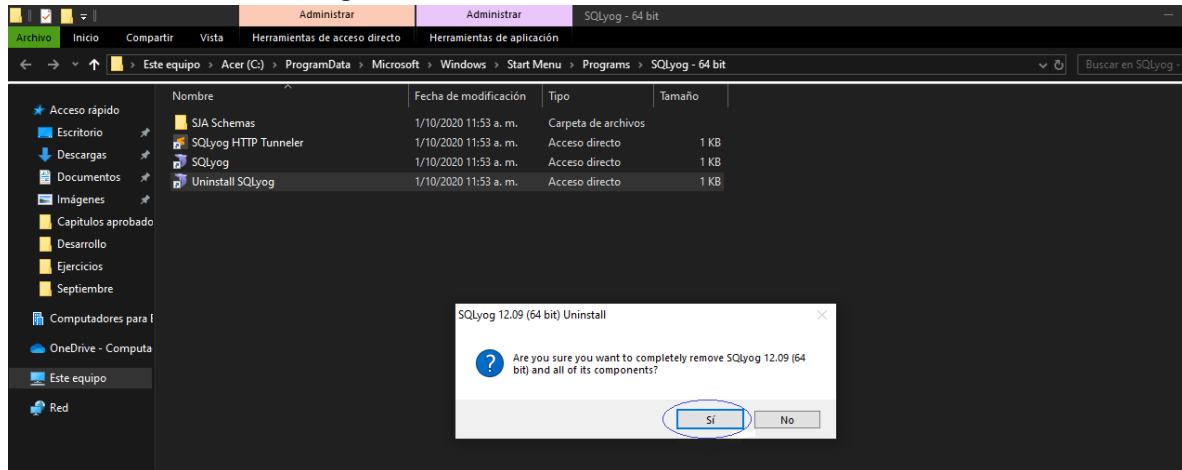 Administrar
Administrar
SQLyog - 64 bit
Archivo Inicio Compartir Vista Herramientas de acceso directo Herramientas de aplicación
Este equipo > Acer (C:) > ProgramData > Microsoft > Windows > Start Menu > Programs > SQLyog - 64 bit
Buscar en SQLyog -
Nombre Fecha de modificación Tipo Tamaño
Acceso rápido
Escritorio
Descargas
Documentos
Imágenes
Capitulos aprobado
Desarrollo
Ejercicios
Septiembre
Computadores para E
OneDrive - Computa
Este equipo
Red
SJA Schemas 1/10/2020 11:53 a. m. Carpeta de archivos
SQLyog HTTP Tunneler 1/10/2020 11:53 a. m. Acceso directo 1 KB
SQLyog 1/10/2020 11:53 a. m. Acceso directo 1 KB
Uninstall SQLyog 1/10/2020 11:53 a. m. Acceso directo 1 KB
SQLyog 12.09 (64 bit) Uninstall
Are you sure you want to completely remove SQLyog 12.09 (64
bit) and all of its components?
Sí
No